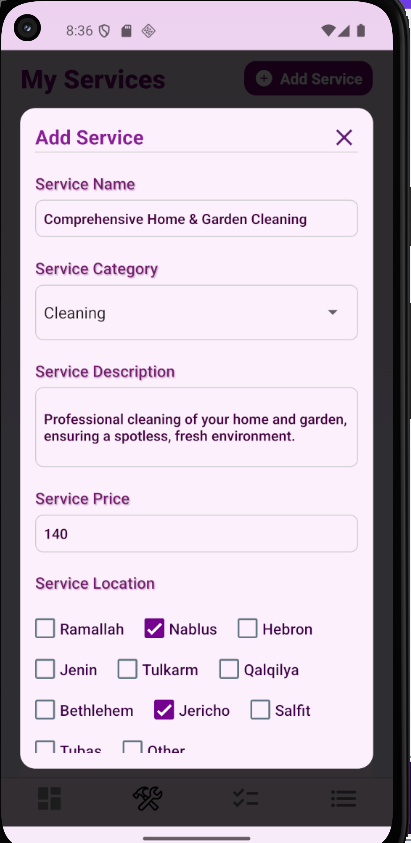 8:36
My Services
Add Service
Add Service
Service Name
Comprehensive Home & Garden Cleaning
Service Category
Cleaning
Service Description
Professional cleaning of your home and garden,
ensuring a spotless, fresh environment.
Service Price
140
Service Location
Ramallah Nablus Hebron
Jenin Tulkarm Qalqilya
Bethlehem Jericho Salfit
Tubas Other